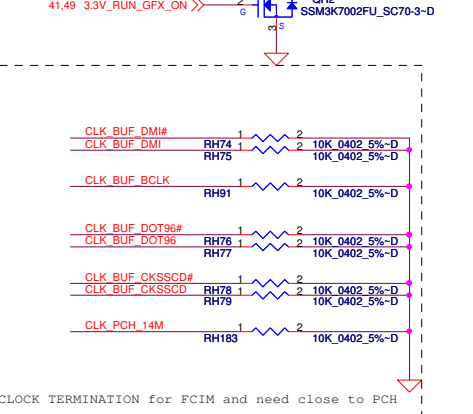 41,49 3.3V_RUN_GFX_ON 2
G
S
3
SSM3K7002FU_SC70-3~D
CLK_BUF_DMI# 1 2
RH74 10K_0402_5%~D
CLK_BUF_DMI 1 2
RH75 10K_0402_5%~D
CLK_BUF_BCLK 1 2
RH91 10K_0402_5%~D
CLK_BUF_DOT96# 1 2
RH76 10K_0402_5%~D
CLK_BUF_DOT96 1 2
RH77 10K_0402_5%~D
CLK_BUF_CKSSCD# 1 2
RH78 10K_0402_5%~D
CLK_BUF_CKSSCD 1 2
RH79 10K_0402_5%~D
CLK_PCH_14M 1 2
RH183 10K_0402_5%~D
CLOCK TERMINATION for FCIM and need close to PCH